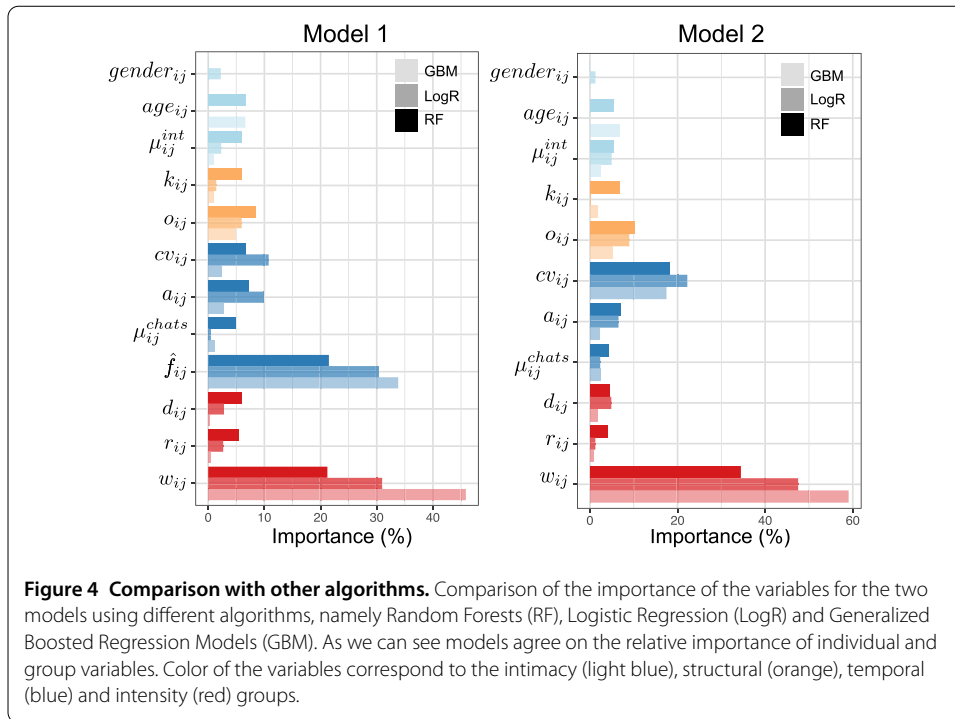 Model 1
gender_ij
age_ij
μ_ij^int
k_ij
o_ij
cv_ij
a_ij
μ_ij^chats
f̂_ij
d_ij
r_ij
w_ij
GBM
LogR
RF
0 10 20 30 40
Importance (%)
Model 2
gender_ij
age_ij
μ_ij^int
k_ij
o_ij
cv_ij
a_ij
μ_ij^chats
d_ij
r_ij
w_ij
GBM
LogR
RF
0 20 40 60
Importance (%)
Figure 4 Comparison with other algorithms. Comparison of the importance of the variables for the two
models using different algorithms, namely Random Forests (RF), Logistic Regression (LogR) and Generalized
Boosted Regression Models (GBM). As we can see models agree on the relative importance of individual and
group variables. Color of the variables correspond to the intimacy (light blue), structural (orange), temporal
(blue) and intensity (red) groups.